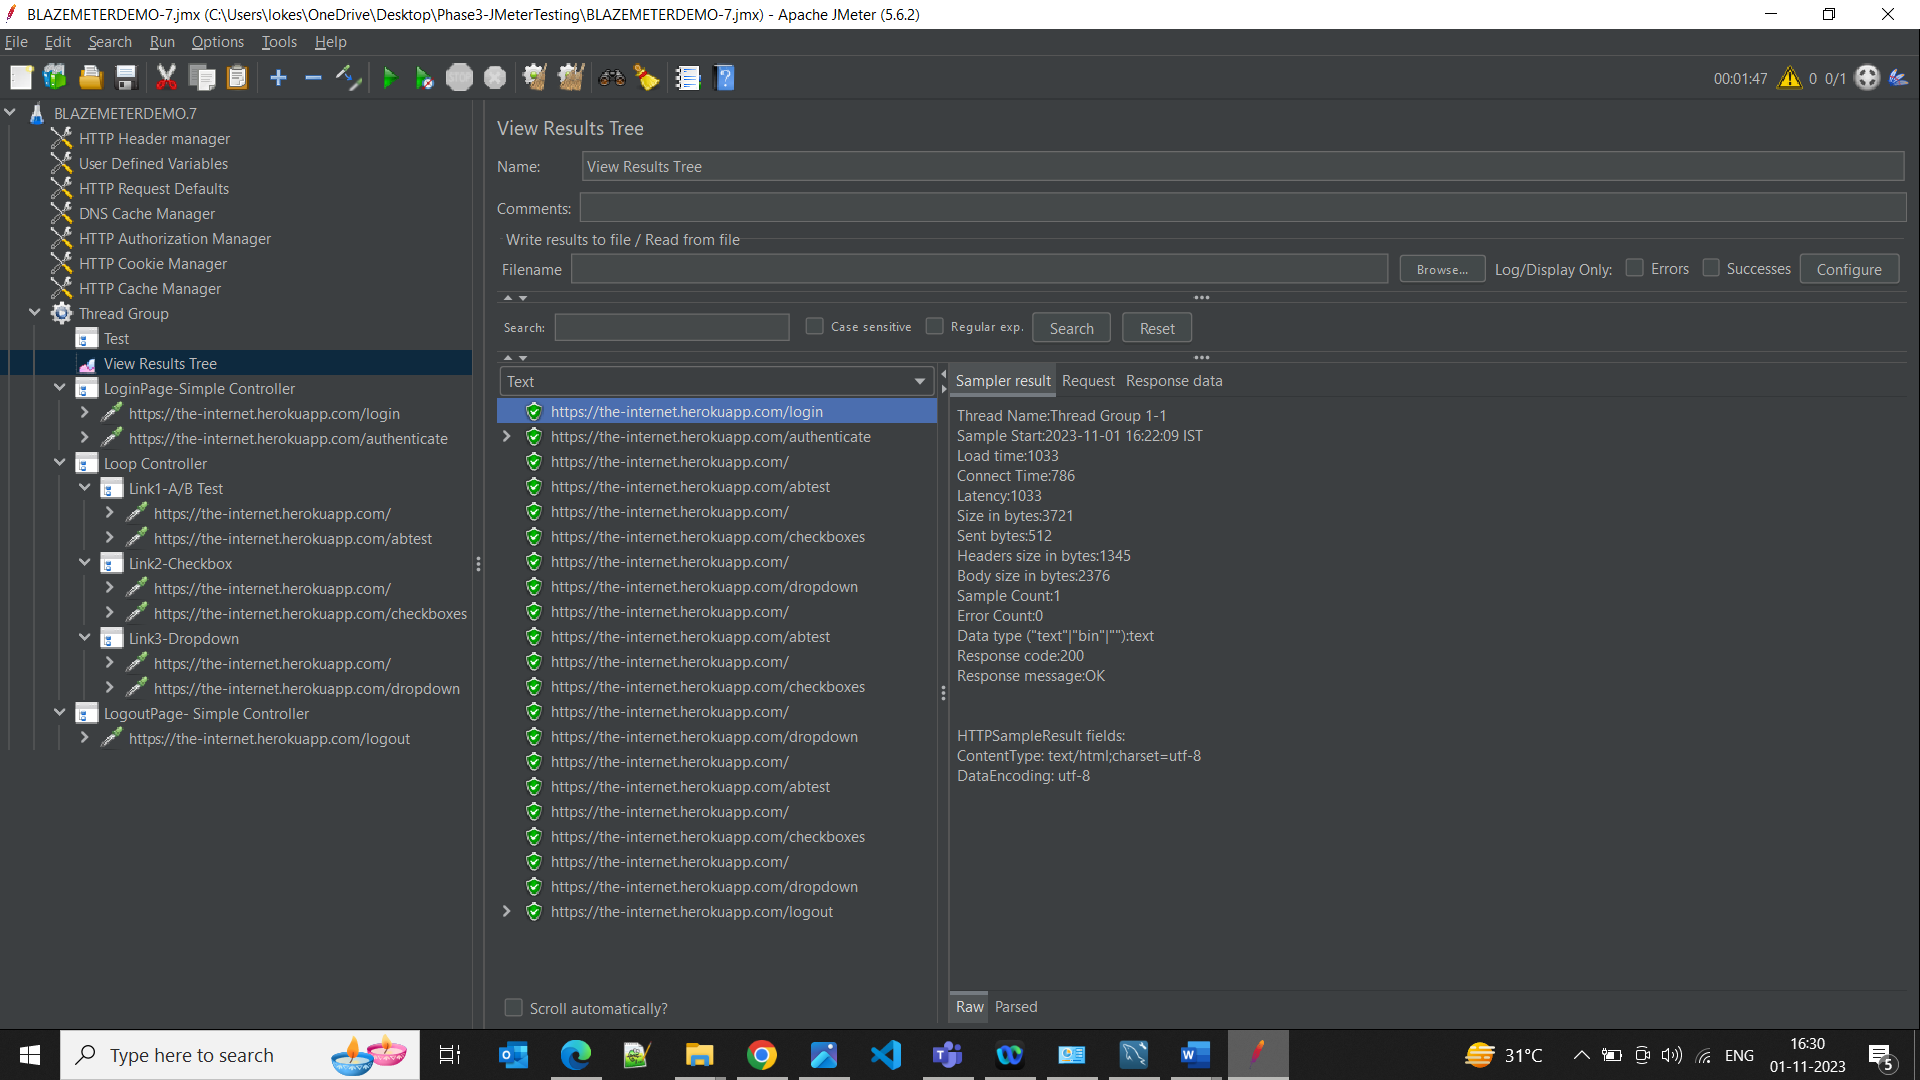 BLAZEMETERDEMO-7.jmx (C:\Users\lokes\OneDrive\Desktop\Phase3-JMeterTesting\BLAZEMETERDEMO-7.jmx) - Apache JMeter (5.6.2)
File Edit Search Run Options Tools Help
STOP
00:01:47 0 0/1
BLAZEMETERDEMO.7
HTTP Header manager
User Defined Variables
HTTP Request Defaults
DNS Cache Manager
HTTP Authorization Manager
HTTP Cookie Manager
HTTP Cache Manager
Thread Group
Test
View Results Tree
LoginPage-Simple Controller
https://the-internet.herokuapp.com/login
https://the-internet.herokuapp.com/authenticate
Loop Controller
Link1-A/B Test
https://the-internet.herokuapp.com/
https://the-internet.herokuapp.com/abtest
Link2-Checkbox
https://the-internet.herokuapp.com/
https://the-internet.herokuapp.com/checkboxes
Link3-Dropdown
https://the-internet.herokuapp.com/
https://the-internet.herokuapp.com/dropdown
LogoutPage- Simple Controller
https://the-internet.herokuapp.com/logout
View Results Tree
Name: View Results Tree
Comments:
Write results to file / Read from file
Filename Browse... Log/Display Only: Errors Successes Configure
Search: Case sensitive Regular exp. Search Reset
Text
https://the-internet.herokuapp.com/login
https://the-internet.herokuapp.com/authenticate
https://the-internet.herokuapp.com/
https://the-internet.herokuapp.com/abtest
https://the-internet.herokuapp.com/
https://the-internet.herokuapp.com/checkboxes
https://the-internet.herokuapp.com/
https://the-internet.herokuapp.com/dropdown
https://the-internet.herokuapp.com/
https://the-internet.herokuapp.com/abtest
https://the-internet.herokuapp.com/
https://the-internet.herokuapp.com/checkboxes
https://the-internet.herokuapp.com/
https://the-internet.herokuapp.com/dropdown
https://the-internet.herokuapp.com/
https://the-internet.herokuapp.com/abtest
https://the-internet.herokuapp.com/
https://the-internet.herokuapp.com/checkboxes
https://the-internet.herokuapp.com/
https://the-internet.herokuapp.com/dropdown
https://the-internet.herokuapp.com/logout
Scroll automatically?
Sampler result Request Response data
Thread Name:Thread Group 1-1
Sample Start:2023-11-01 16:22:09 IST
Load time:1033
Connect Time:786
Latency:1033
Size in bytes:3721
Sent bytes:512
Headers size in bytes:1345
Body size in bytes:2376
Sample Count:1
Error Count:0
Data type ("text"|"bin"|""):text
Response code:200
Response message:OK
HTTPSampleResult fields:
ContentType: text/html;charset=utf-8
DataEncoding: utf-8
Raw Parsed
Type here to search
31°C
ENG
16:30
01-11-2023
5